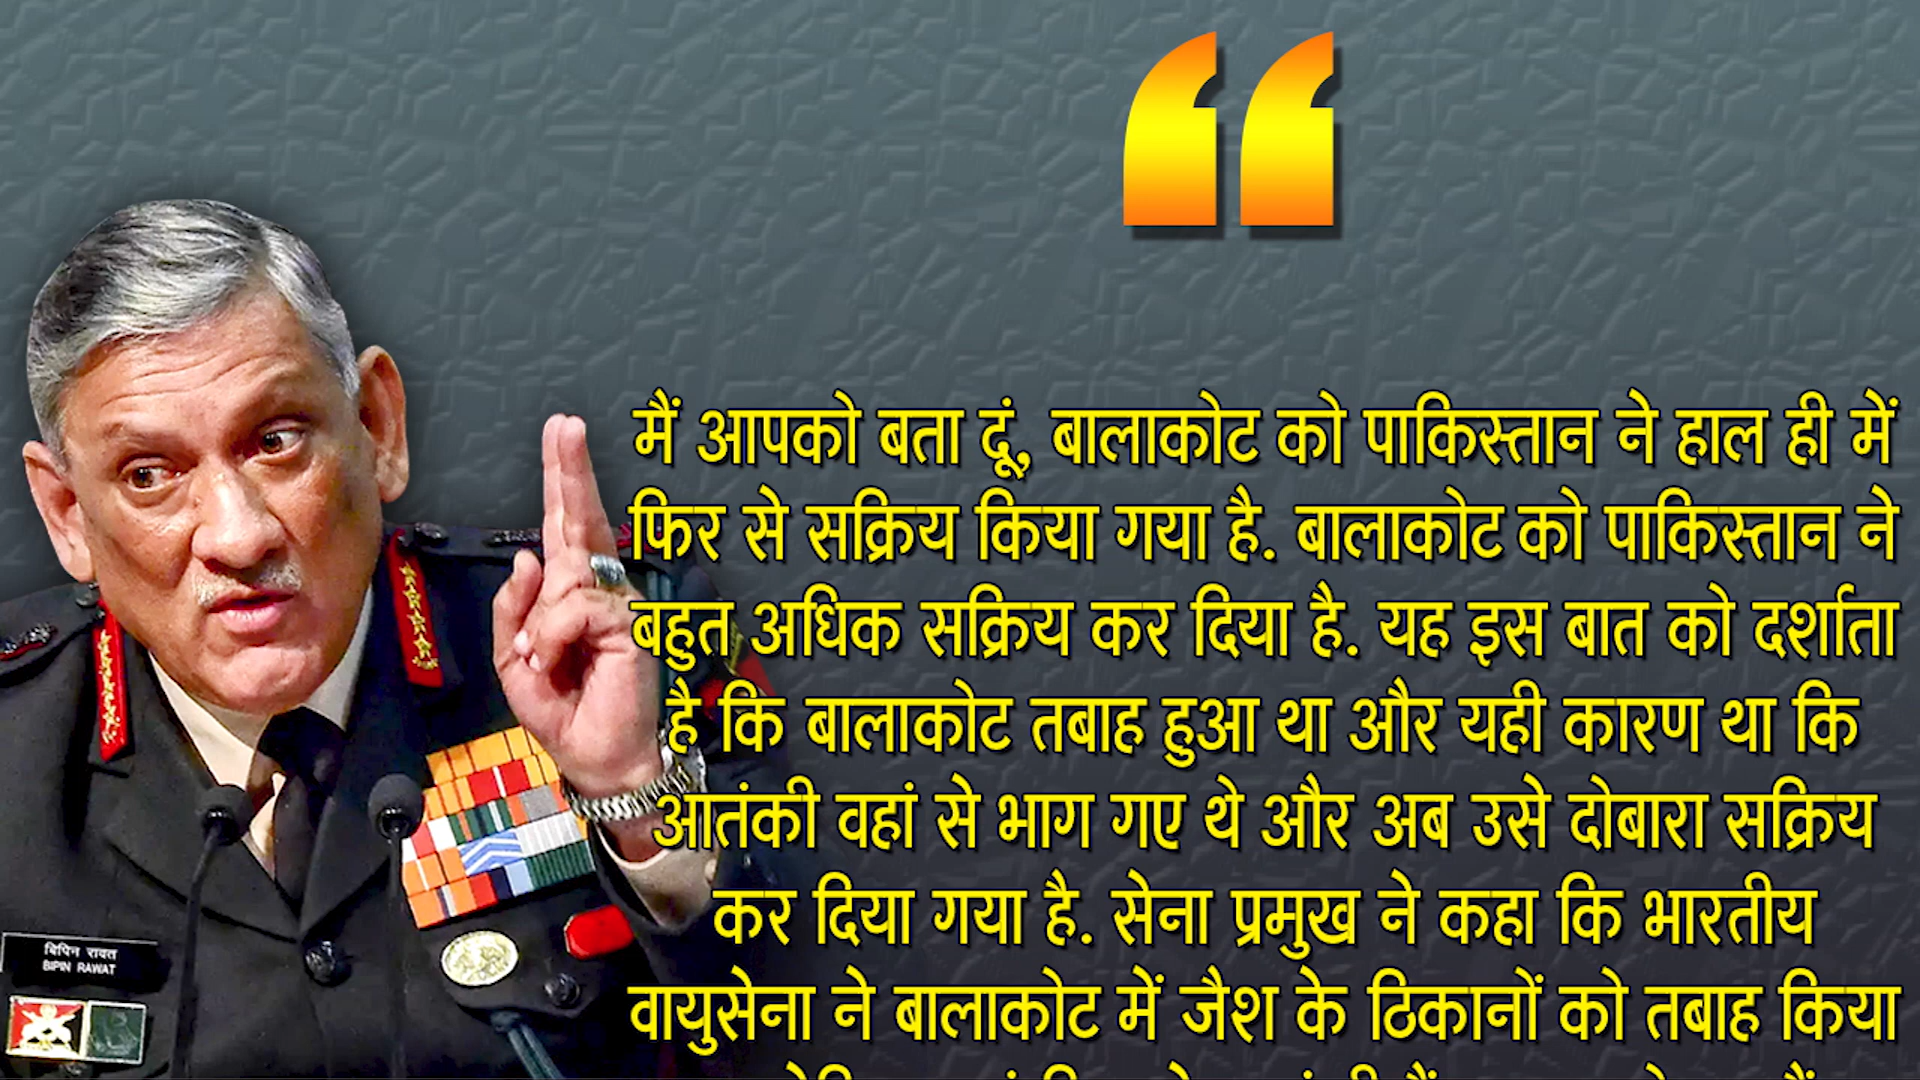 मैं आपको बता दूं, बालाकोट को पाकिस्तान ने हाल ही में
फिर से सक्रिय किया गया है. बालाकोट को पाकिस्तान ने
बहुत अधिक सक्रिय कर दिया है. यह इस बात को दर्शाता
है कि बालाकोट तबाह हुआ था और यही कारण था कि
आतंकी वहां से भाग गए थे और अब उसे दोबारा सक्रिय
कर दिया गया है. सेना प्रमुख ने कहा कि भारतीय
वायुसेना ने बालाकोट में जैश के ठिकानों को तबाह किया
बिपिन रावत
BIPIN RAWAT